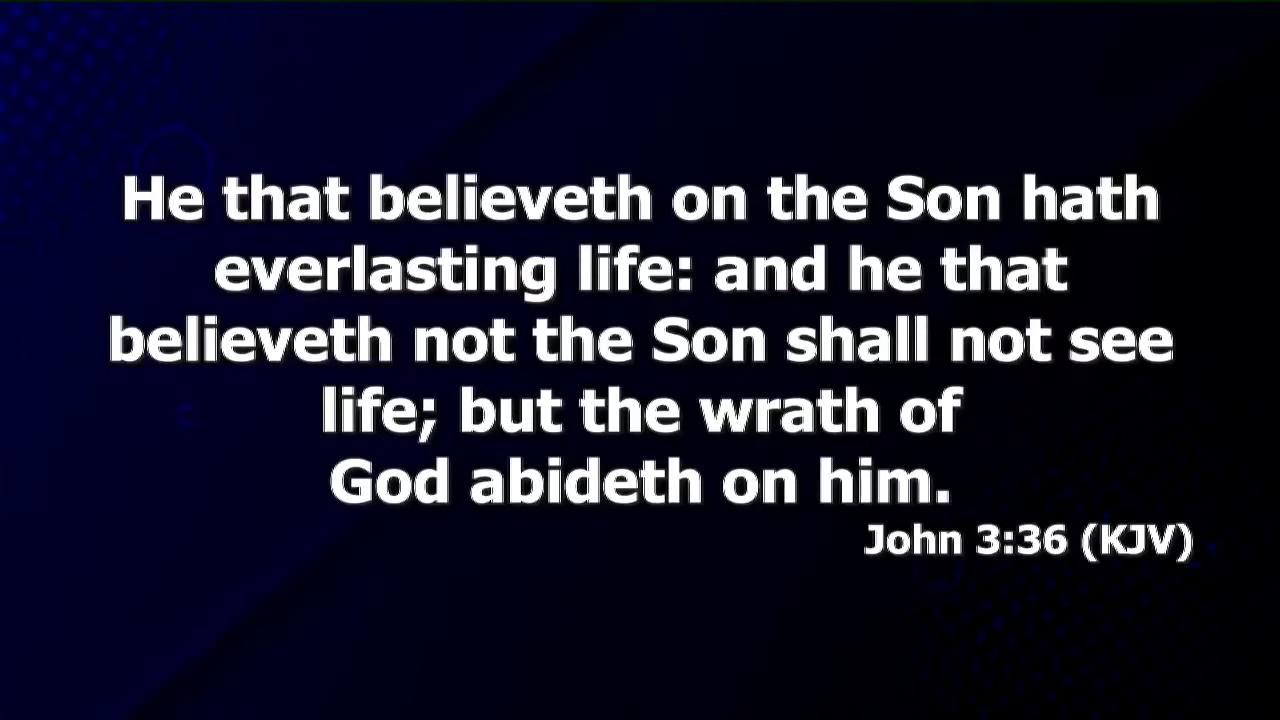 He that believeth on the Son hath
everlasting life: and he that
believeth not the Son shall not see
life; but the wrath of
God abideth on him.
John 3:36 (KJV)